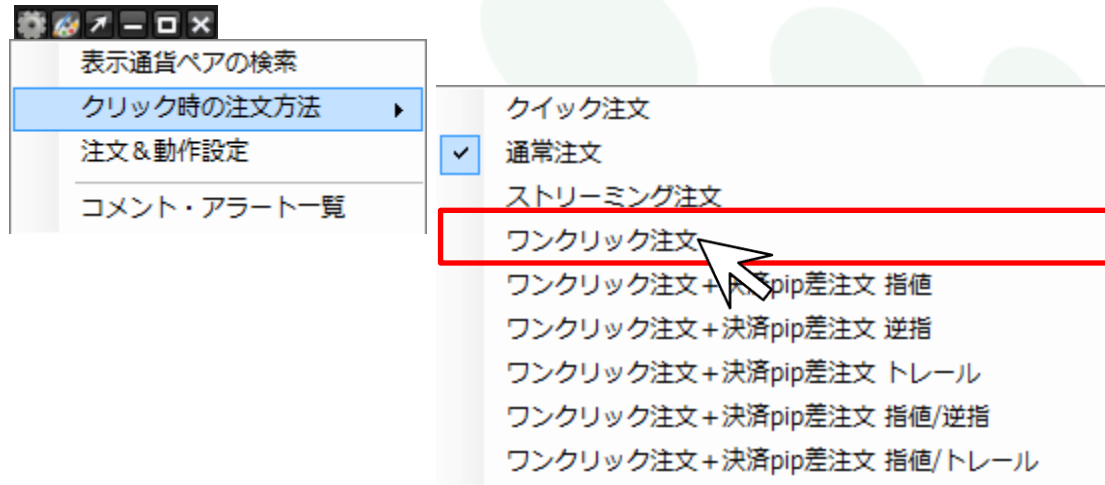 表示通貨ペアの検索
クリック時の注文方法
注文＆動作設定
コメント・アラート一覧
クイック注文
通常注文
ストリーミング注文
ワンクリック注文
ワンクリック注文+決済pip差注文 指値
ワンクリック注文+決済pip差注文 逆指
ワンクリック注文+決済pip差注文 トレール
ワンクリック注文+決済pip差注文 指値/逆指
ワンクリック注文+決済pip差注文 指値/トレール